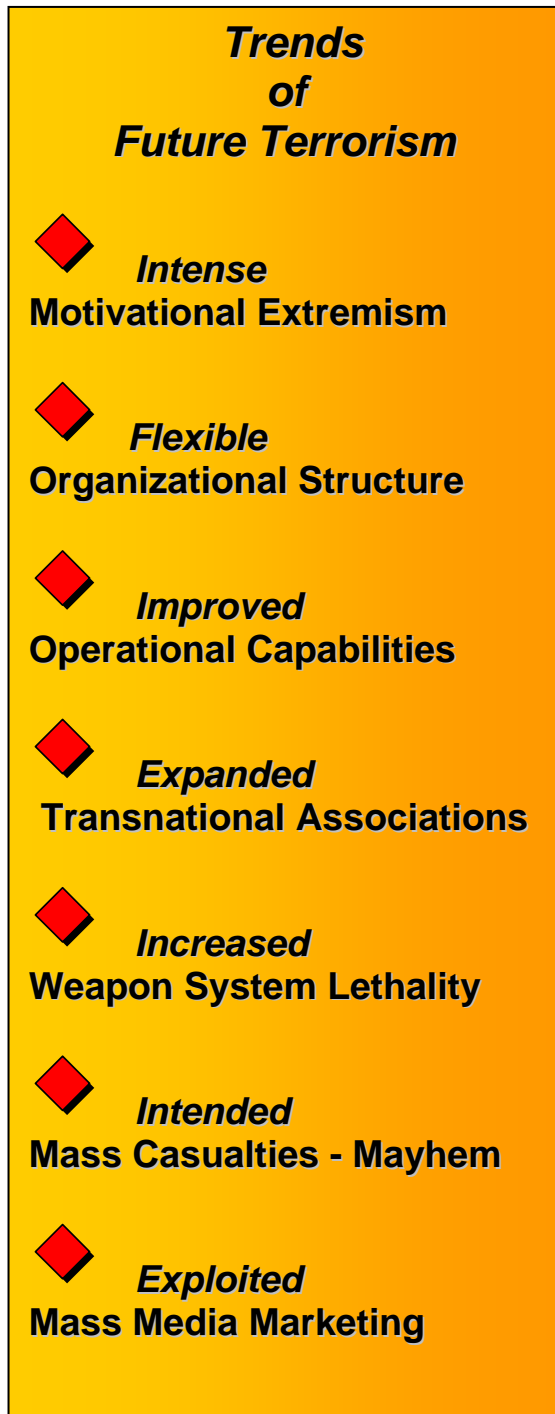 Trends
of
Future Terrorism
Intense
Motivational Extremism
Flexible
Organizational Structure
Improved
Operational Capabilities
Expanded
Transnational Associations
Increased
Weapon System Lethality
Intended
Mass Casualties - Mayhem
Exploited
Mass Media Marketing